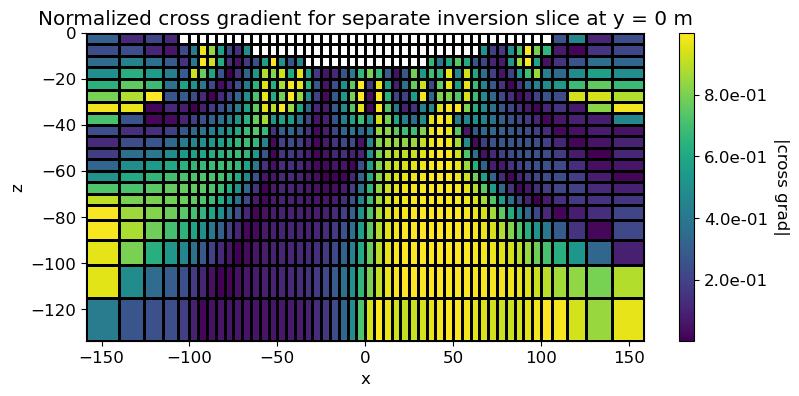 Normalized cross gradient for separate inversion slice at y = 0 m
0
−20
−40
−60
−80
−100
−120
z
−150
−100
−50
0
50
100
150
x
8.0e-01
6.0e-01
4.0e-01
2.0e-01
|cross grad|